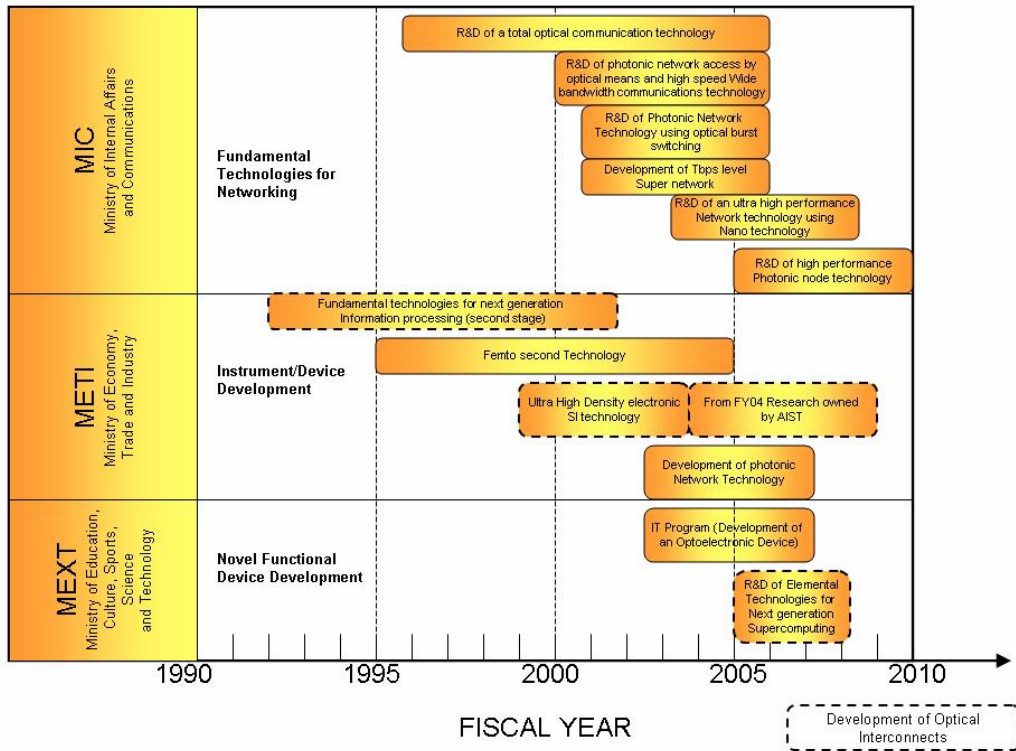 MIC
Ministry of Internal Affairs
and Communications
Fundamental
Technologies for
Networking
R&D of a total optical communication technology
R&D of photonic network access by
optical means and high speed Wide
bandwidth communications technology
R&D of Photonic Network
Technology using optical burst
switching
Development of Tbps level
Super network
R&D of an ultra high performance
Network technology using
Nano technology
R&D of high performance
Photonic node technology
METI
Ministry of Economy,
Trade and Industry
Instrument/Device
Development
Fundamental technologies for next generation
Information processing (second stage)
Femto second Technology
Ultra High Density electronic
SI technology
From FY04 Research owned
by AIST
Development of photonic
Network Technology
MEXT
Ministry of Education,
Culture, Sports,
Science
and Technology
Novel Functional
Device Development
IT Program (Development of
an Optoelectronic Device)
R&D of Elemental
Technologies for
Next generation
Supercomputing
1990 1995 2000 2005 2010
FISCAL YEAR
Development of Optical
Interconnects